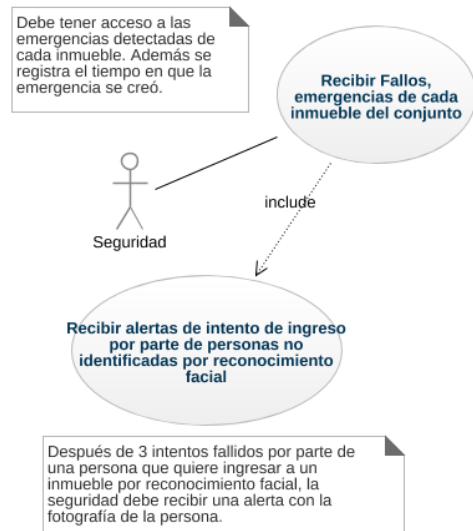 Debe tener acceso a las
emergencias detectadas de
cada inmueble. Además se
registra el tiempo en que la
emergencia se creó.
Recibir Fallos,
emergencias de cada
inmueble del conjunto
include
Seguridad
Recibir alertas de intento de ingreso
por parte de personas no
identificadas por reconocimiento
facial
Después de 3 intentos fallidos por parte de
una persona que quiere ingresar a un
inmueble por reconocimiento facial, la
seguridad debe recibir una alerta con la
fotografía de la persona.